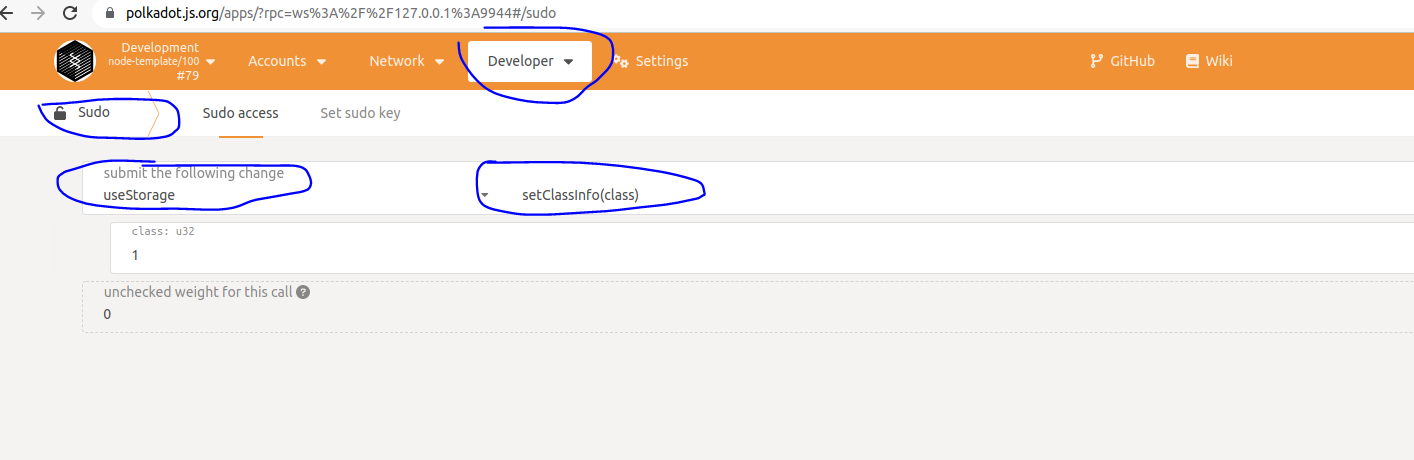 polkadot.js.org/apps/?rpc=ws%3A%2F%2F127.0.0.1%3A9944#/sudo
Development
node-template/100
#79
Accounts
Network
Developer
Settings
GitHub
Wiki
Sudo
Sudo access
Set sudo key
submit the following change
useStorage
setClassInfo(class)
class: u32
1
unchecked weight for this call ?
0